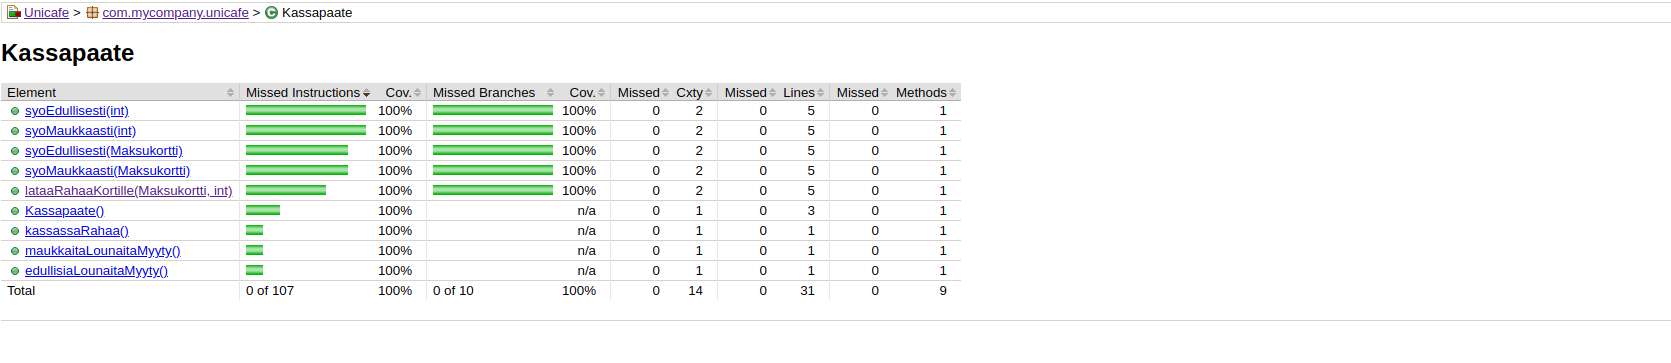 Unicafe > com.mycompany.unicafe > Kassapaate
Kassapaate
Element Missed Instructions Cov. Missed Branches Cov. Missed Cxty Missed Lines Missed Methods
syoEdullisesti(int) 100% 100% 0 2 0 5 0 1
syoMaukkaasti(int) 100% 100% 0 2 0 5 0 1
syoEdullisesti(Maksukortti) 100% 100% 0 2 0 5 0 1
syoMaukkaasti(Maksukortti) 100% 100% 0 2 0 5 0 1
lataaRahaaKortille(Maksukortti, int) 100% 100% 0 2 0 5 0 1
Kassapaate() 100% n/a 0 1 0 3 0 1
kassassaRahaa() 100% n/a 0 1 0 1 0 1
maukkaitaLounaitaMyyty() 100% n/a 0 1 0 1 0 1
edullisiaLounaitaMyyty() 100% n/a 0 1 0 1 0 1
Total 0 of 107 100% 0 of 10 100% 0 14 0 31 0 9